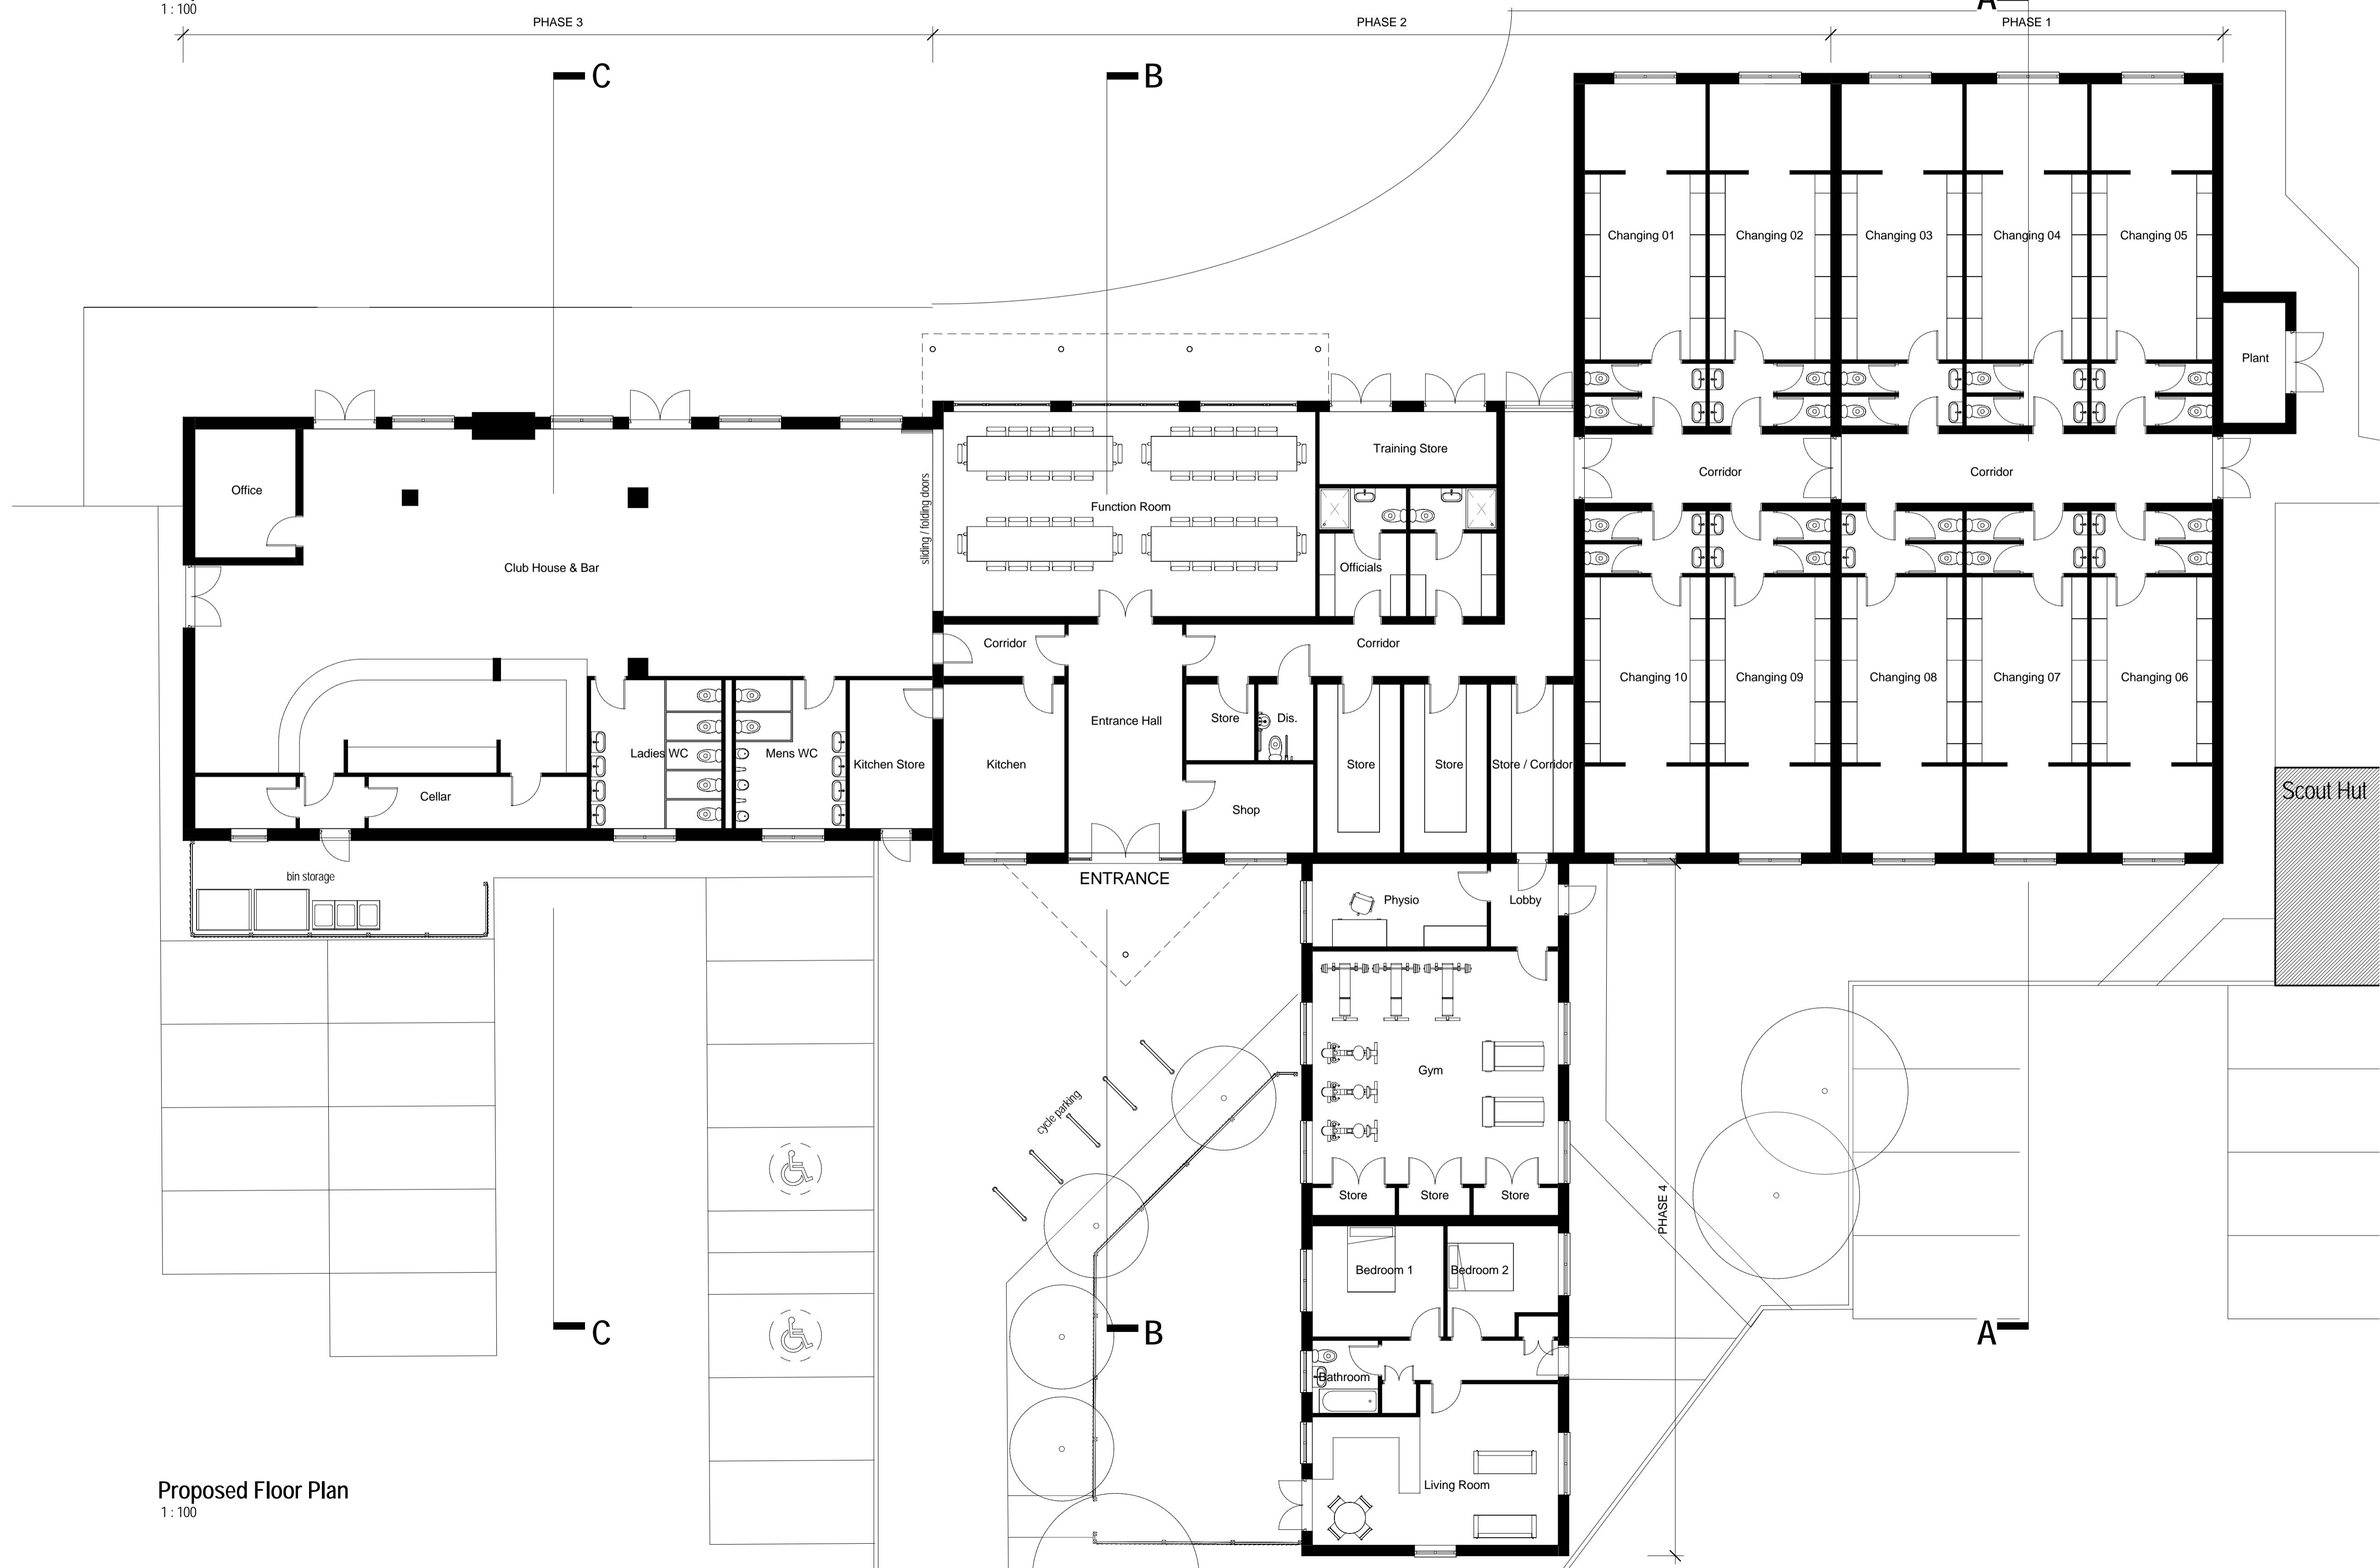 1 : 100
PHASE 3
PHASE 2
A
PHASE 1
C
B
Changing 01
Changing 02
Changing 03
Changing 04
Changing 05
Plant
Training Store
Corridor
Corridor
Office
sliding / folding doors
Function Room
Club House & Bar
Officials
Corridor
Corridor
Changing 10
Changing 09
Changing 08
Changing 07
Changing 06
Entrance Hall
Store
Dis.
Ladies WC
Mens WC
Kitchen Store
Kitchen
Store
Store
Store / Corridor
Scout Hut
Cellar
Shop
bin storage
ENTRANCE
Physio
Lobby
Gym
cycle parking
Store
Store
Store
PHASE 4
Bedroom 1
Bedroom 2
C
B
A
Bathroom
Living Room
Proposed Floor Plan
1 : 100